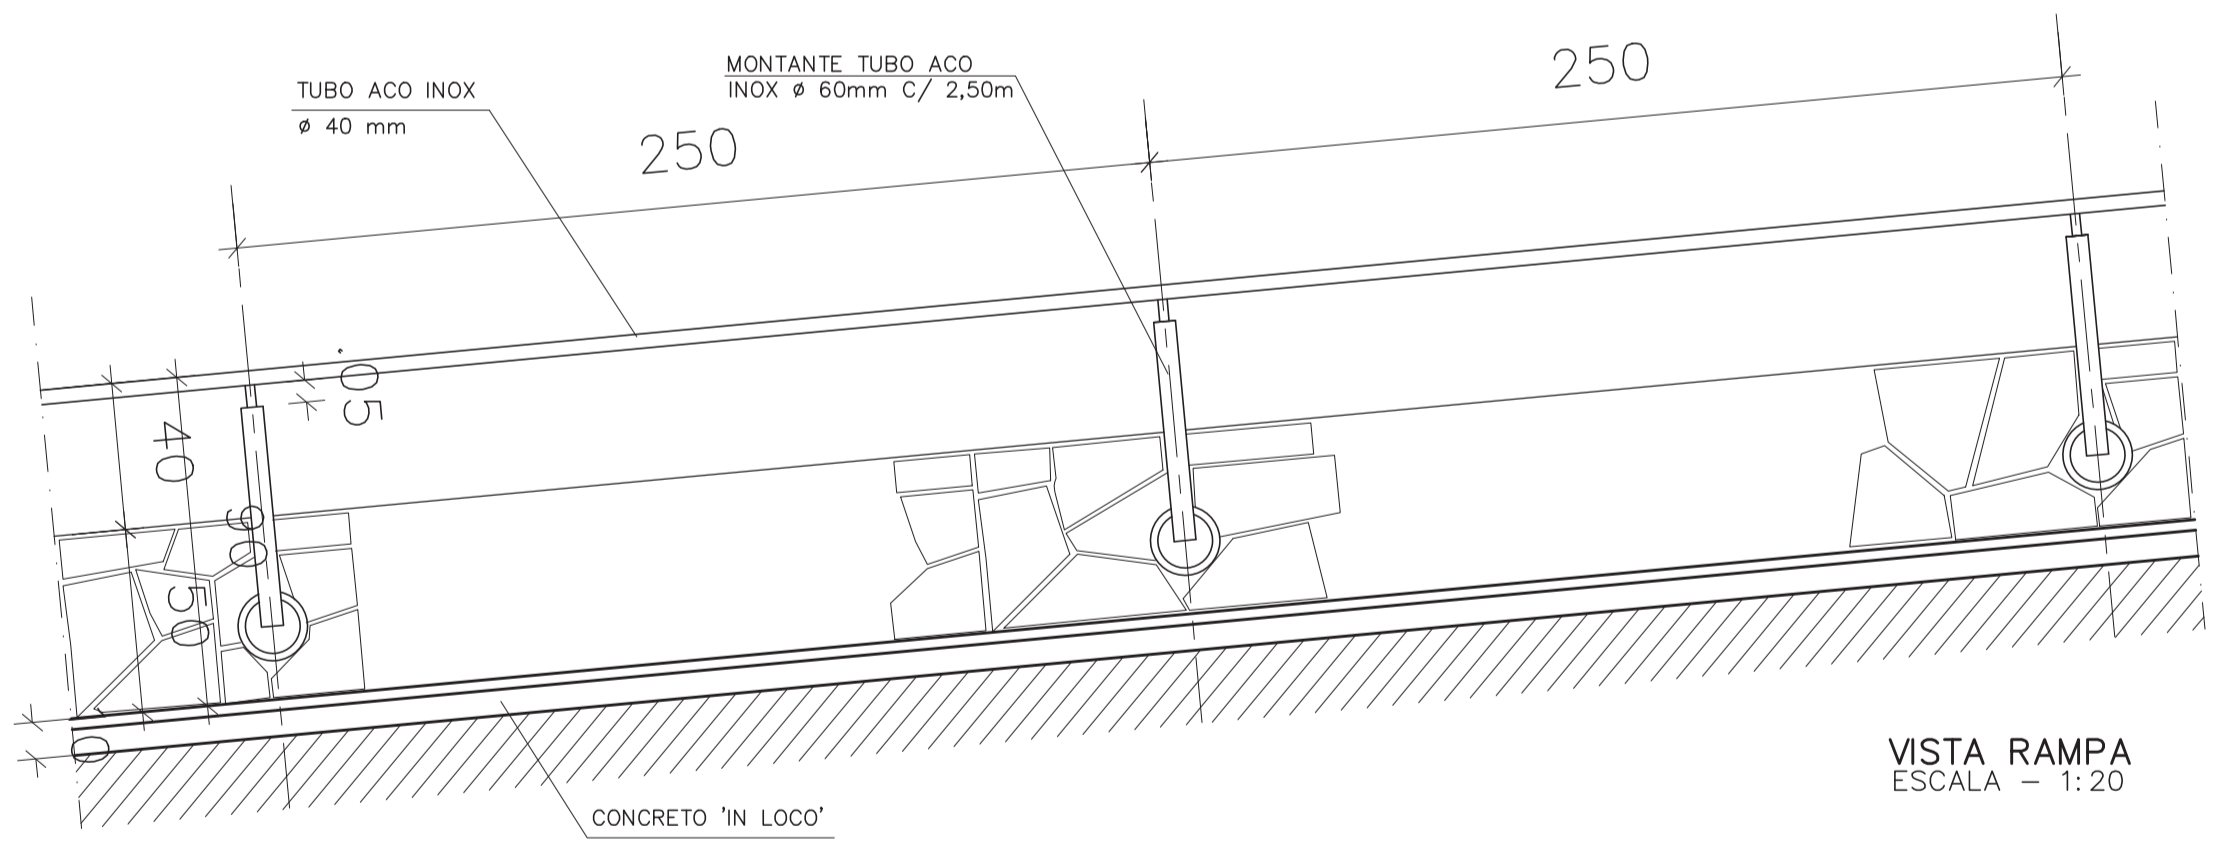 250
MONTANTE TUBO ACO
INOX ø 60mm C/ 2,50m
TUBO ACO INOX
ø 40 mm
250
.05
40
90
50
VISTA RAMPA
ESCALA – 1:20
CONCRETO 'IN LOCO'